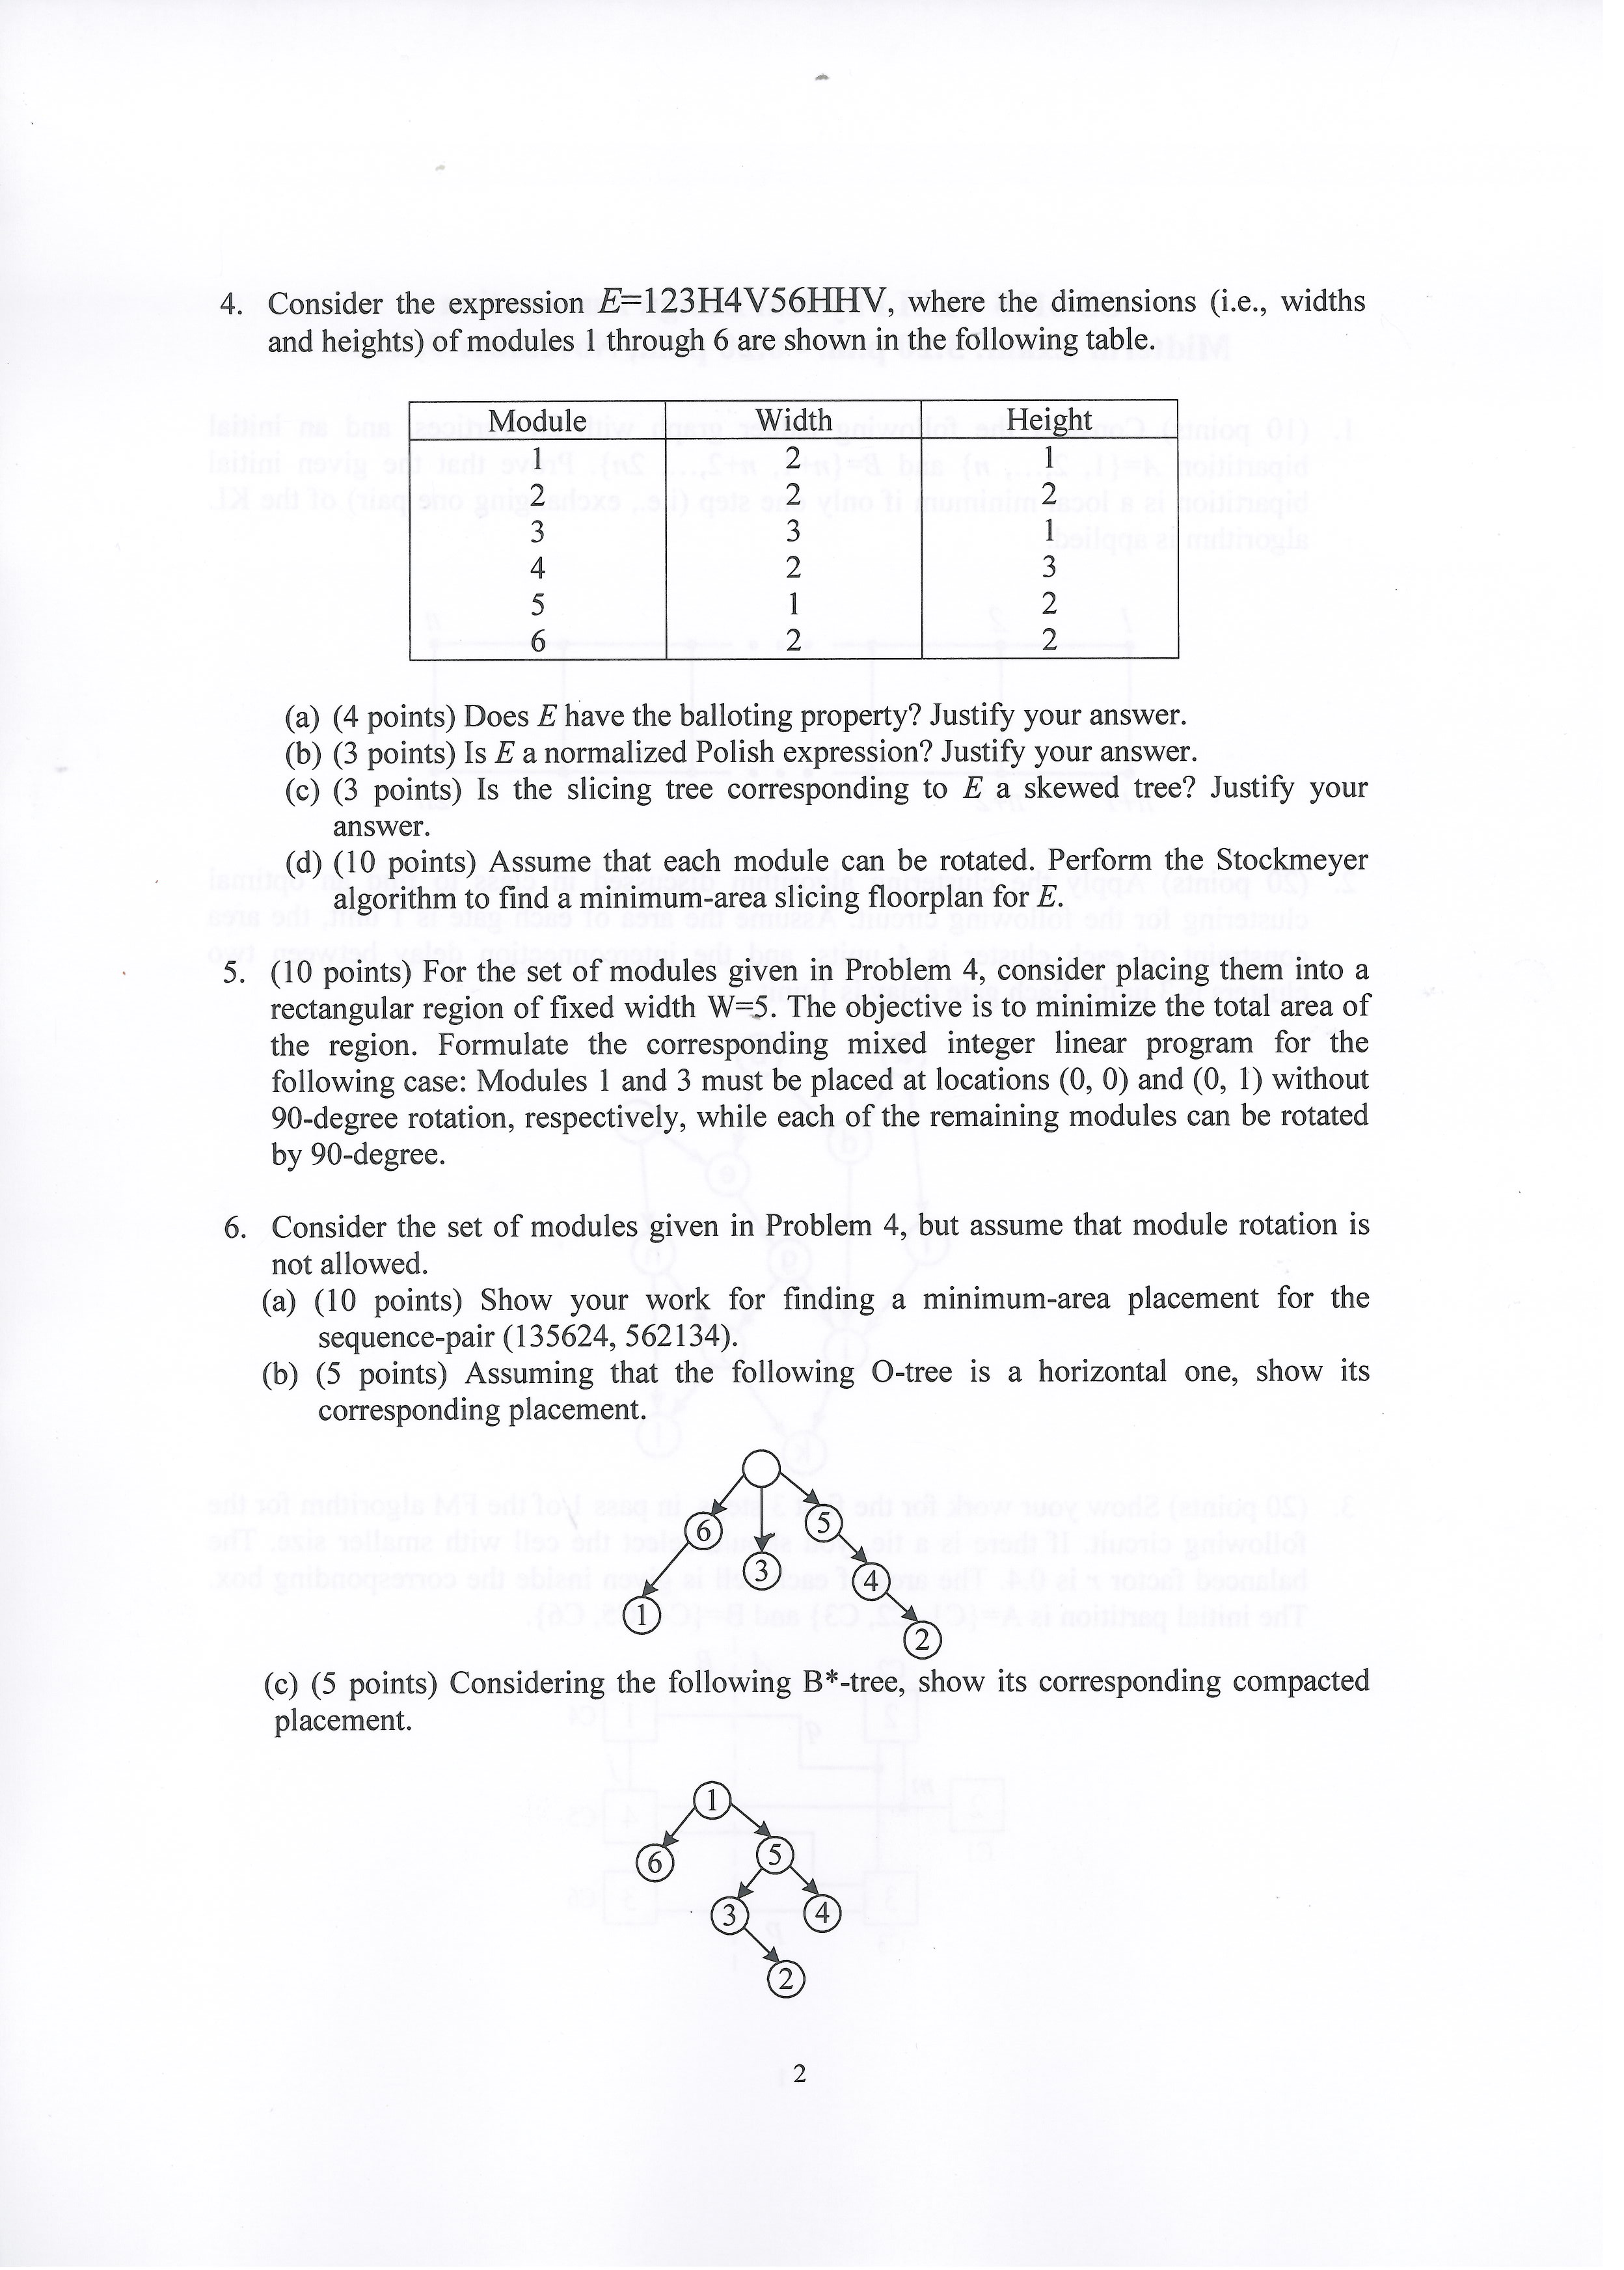 4. Consider the expression E=123H4V56HHV, where the dimensions (i.e., widths
and heights) of modules 1 through 6 are shown in the following table.
Module Width Height
1 2 1
2 2 2
3 3 1
4 2 3
5 1 2
6 2 2
(a) (4 points) Does E have the balloting property? Justify your answer.
(b) (3 points) Is E a normalized Polish expression? Justify your answer.
(c) (3 points) Is the slicing tree corresponding to E a skewed tree? Justify your
answer.
(d) (10 points) Assume that each module can be rotated. Perform the Stockmeyer
algorithm to find a minimum-area slicing floorplan for E.
5. (10 points) For the set of modules given in Problem 4, consider placing them into a
rectangular region of fixed width W=5. The objective is to minimize the total area of
the region. Formulate the corresponding mixed integer linear program for the
following case: Modules 1 and 3 must be placed at locations (0, 0) and (0, 1) without
90-degree rotation, respectively, while each of the remaining modules can be rotated
by 90-degree.
6. Consider the set of modules given in Problem 4, but assume that module rotation is
not allowed.
(a) (10 points) Show your work for finding a minimum-area placement for the
sequence-pair (135624, 562134).
(b) (5 points) Assuming that the following O-tree is a horizontal one, show its
corresponding placement.
6
5
3
4
1
2
(c) (5 points) Considering the following B*-tree, show its corresponding compacted
placement.
1
6
5
3
4
2
2